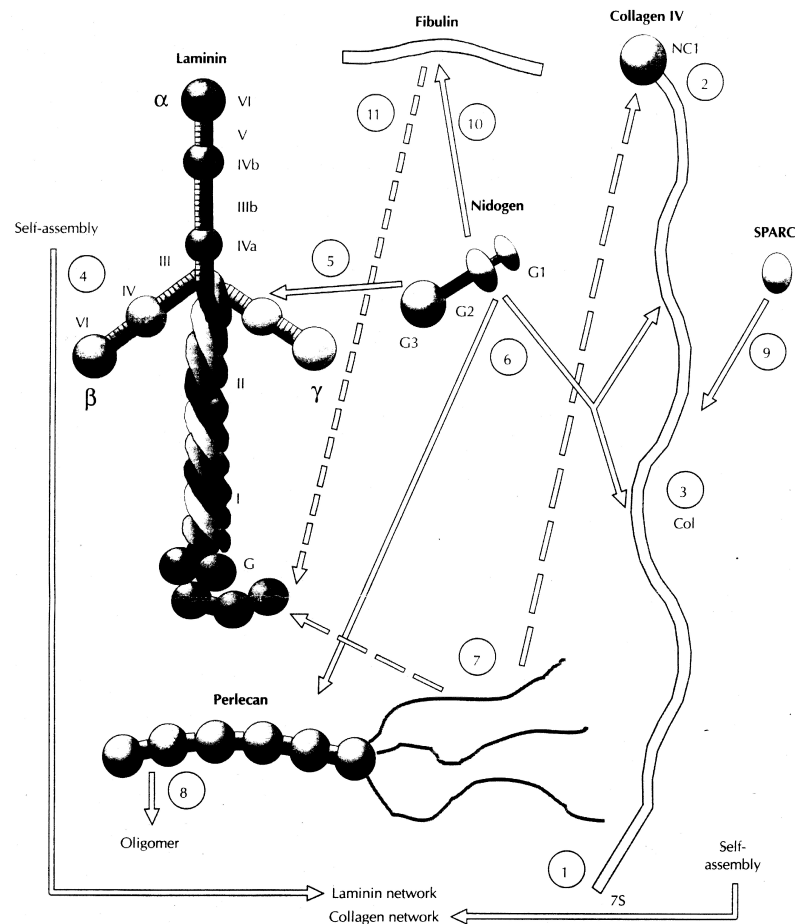 Fibulin
Collagen IV
Laminin
NC1
2
α
VI
11
10
V
IVb
IIIb
Nidogen
Self-assembly
SPARC
IVa
III
5
4
G1
IV
G2
VI
G3
6
9
β
γ
II
3
I
Col
G
7
Perlecan
8
Oligomer
Self-
assembly
1
Laminin network
7S
Collagen network